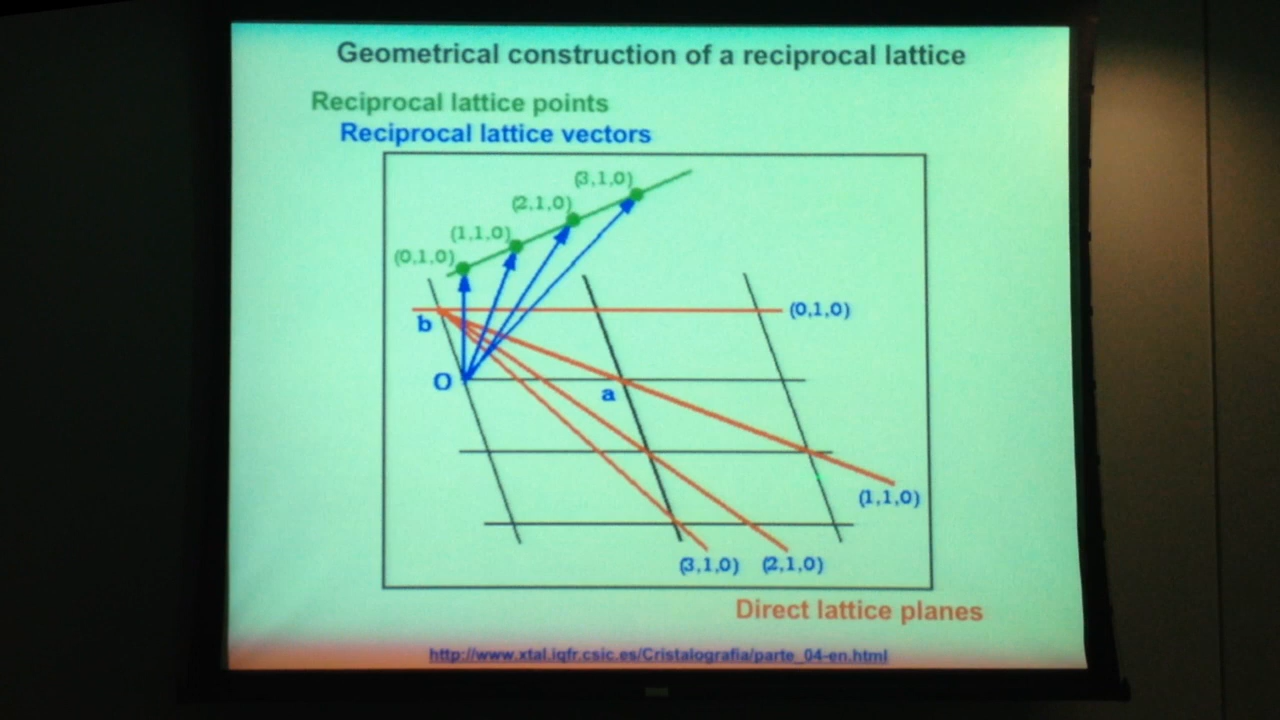 Geometrical construction of a reciprocal lattice
Reciprocal lattice points
Reciprocal lattice vectors
(3,1,0)
(2,1,0)
(1,1,0)
(0,1,0)
(0,1,0)
b
O
a
(1,1,0)
(3,1,0) (2,1,0)
Direct lattice planes
http://www.xtal.iqfr.csic.es/Cristalografia/parte_04-en.html